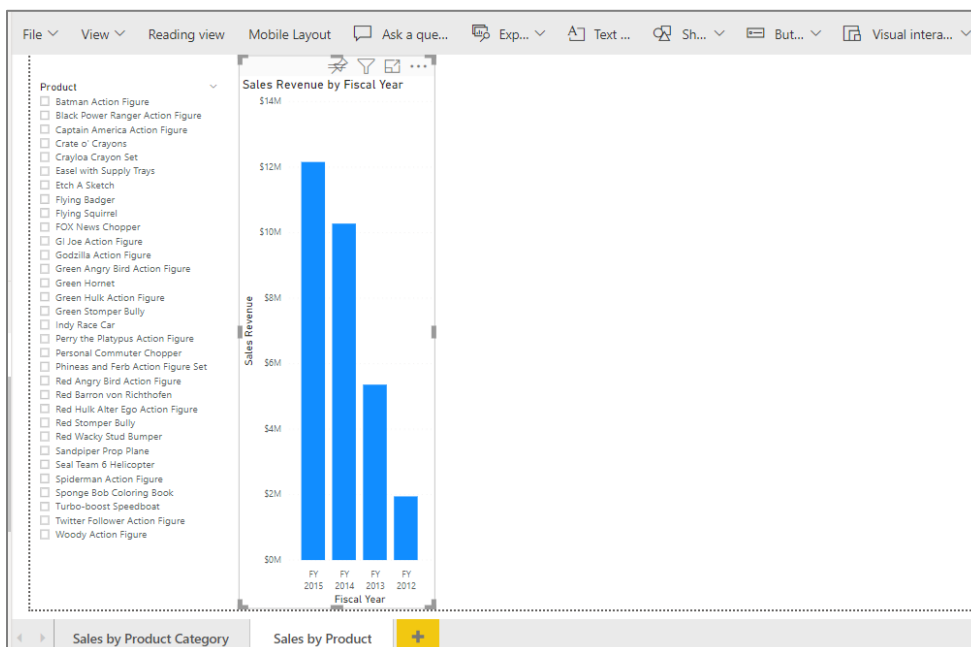 File View Reading view Mobile Layout Ask a que... Exp... Text ... Sh... But... Visual intera...
Product
Batman Action Figure
Black Power Ranger Action Figure
Captain America Action Figure
Crate o' Crayons
Crayloa Crayon Set
Easel with Supply Trays
Etch A Sketch
Flying Badger
Flying Squirrel
FOX News Chopper
GI Joe Action Figure
Godzilla Action Figure
Green Angry Bird Action Figure
Green Hornet
Green Hulk Action Figure
Green Stomper Bully
Indy Race Car
Perry the Platypus Action Figure
Personal Commuter Chopper
Phineas and Ferb Action Figure Set
Red Angry Bird Action Figure
Red Barron von Richthofen
Red Hulk Alter Ego Action Figure
Red Stomper Bully
Red Wacky Stud Bumper
Sandpiper Prop Plane
Seal Team 6 Helicopter
Spiderman Action Figure
Sponge Bob Coloring Book
Turbo-boost Speedboat
Twitter Follower Action Figure
Woody Action Figure
Sales Revenue by Fiscal Year
$14M
$12M
$10M
$8M
$6M
$4M
$2M
$0M
Sales Revenue
FY FY FY FY
2015 2014 2013 2012
Fiscal Year
Sales by Product Category Sales by Product +